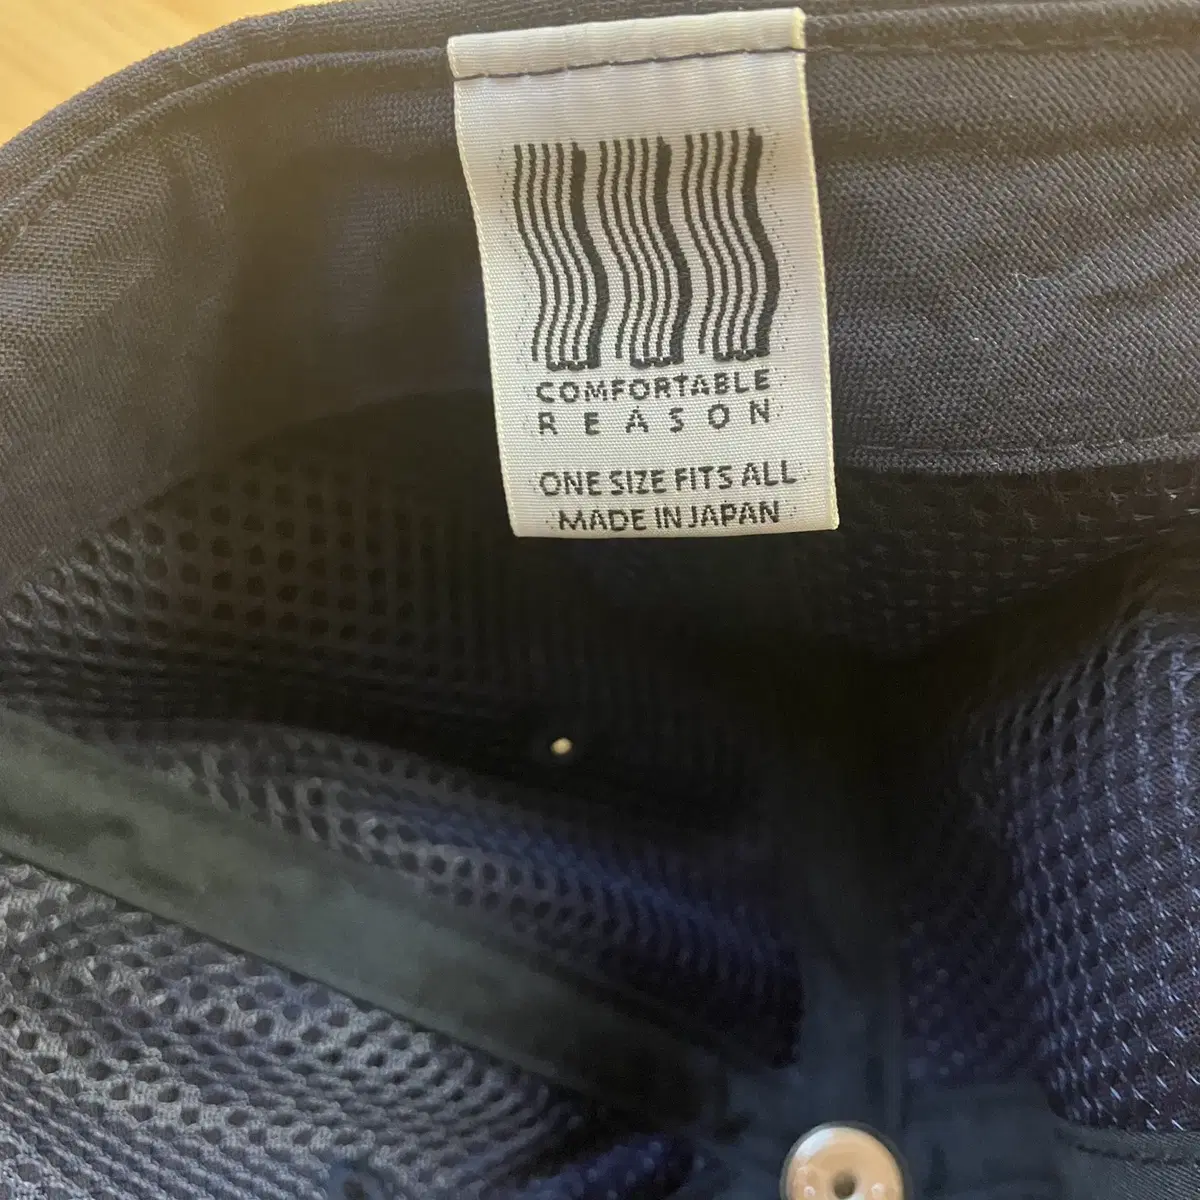 COMFORTABLE
REASON
ONE SIZE FITS ALL
MADE IN JAPAN